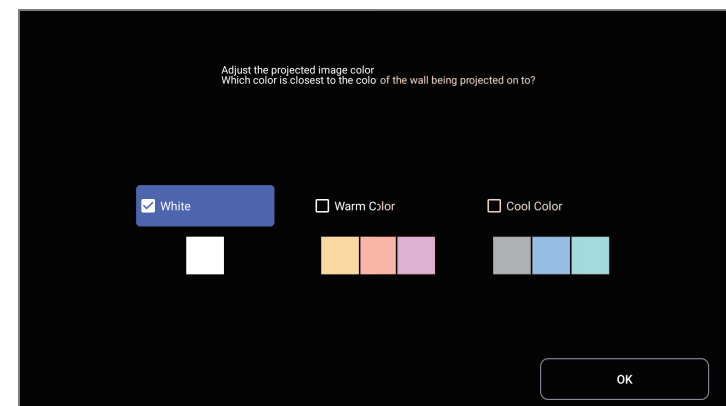 Adjust the projected image color
Which color is closest to the colo of the wall being projected on to?
White
Warm Color
Cool Color
OK